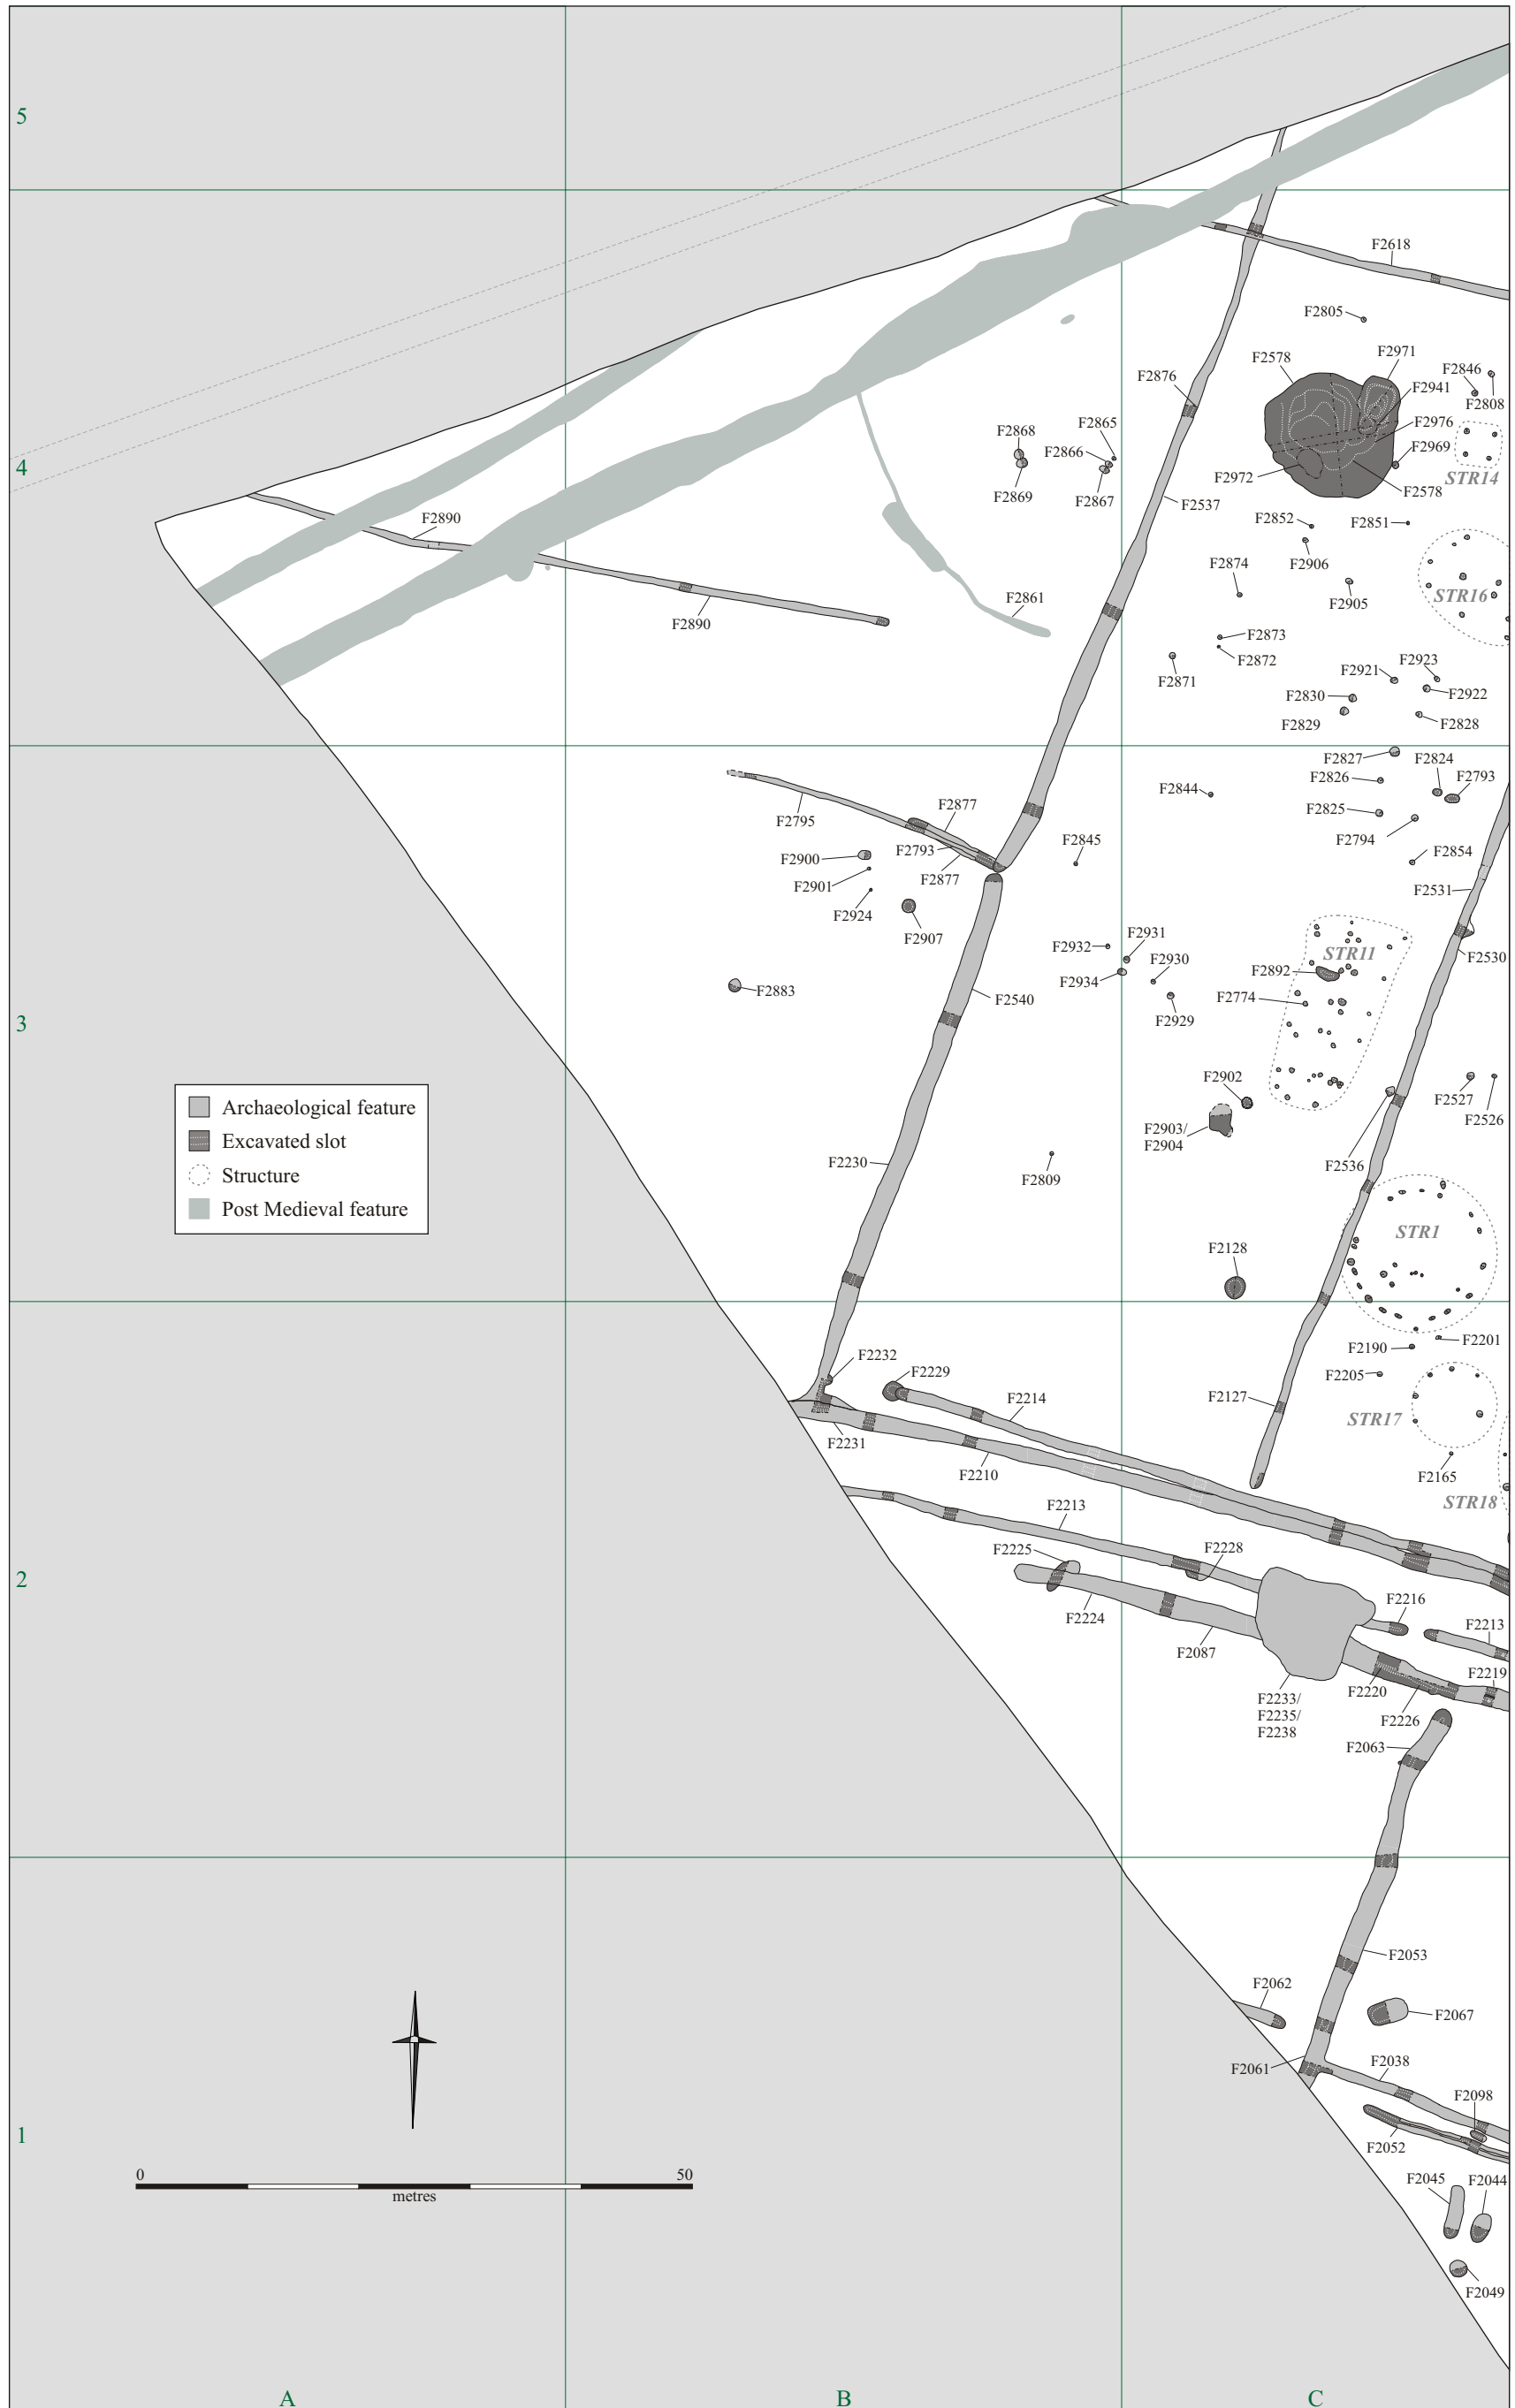 5
F2618
F2805
F2578
F2971
F2846
F2876
F2941
F2808
F2865
F2868
F2976
F2866
F2969
4
F2972
STR14
F2869
F2867
F2578
F2537
F2890
F2852
F2851
F2906
F2874
F2861
F2905
STR16
F2890
F2873
F2872
F2923
F2921
F2871
F2922
F2830
F2829
F2828
F2827
F2824
F2826
F2793
F2844
F2877
F2825
F2795
F2845
F2794
F2793
F2854
F2900
F2877
F2901
F2531
F2924
F2907
F2931
F2932
STR11
F2530
F2930
F2892
F2934
F2883
F2774
F2540
F2929
3
F2902
Archaeological feature
F2527
F2526
F2903/
F2904
Excavated slot
F2230
F2536
Structure
F2809
Post Medieval feature
STR1
F2128
F2201
F2190
F2232
F2229
F2205
F2214
F2127
STR17
F2231
F2210
F2165
STR18
F2213
F2225
F2228
2
F2216
F2224
F2213
F2087
F2219
F2220
F2233/
F2235/
F2238
F2226
F2063
F2053
F2062
F2067
F2038
F2061
F2098
1
F2052
0 50
metres
F2045
F2044
F2049
A B C